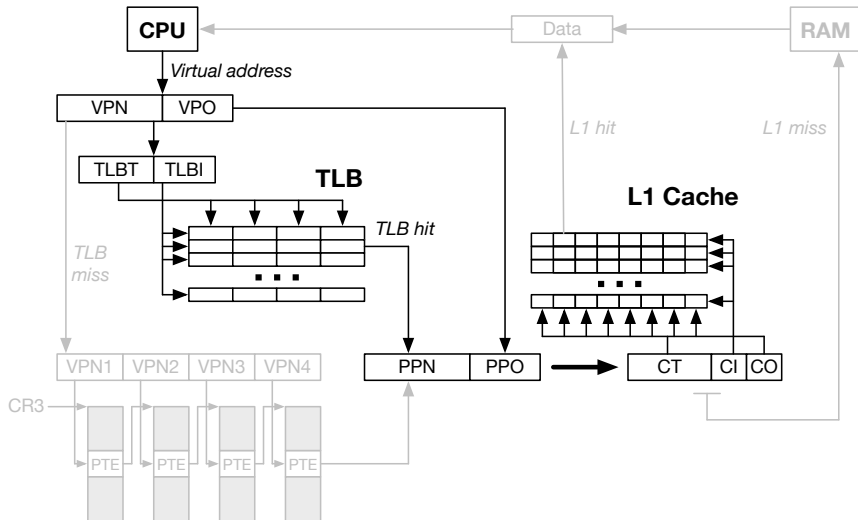 CPU
Data
RAM
Virtual address
VPN VPO
L1 hit
L1 miss
TLBT TLBI
TLB
L1 Cache
TLB hit
TLB
miss
. . .
. . .
VPN1 VPN2 VPN3 VPN4
PPN PPO
CT CI CO
CR3
PTE PTE PTE PTE